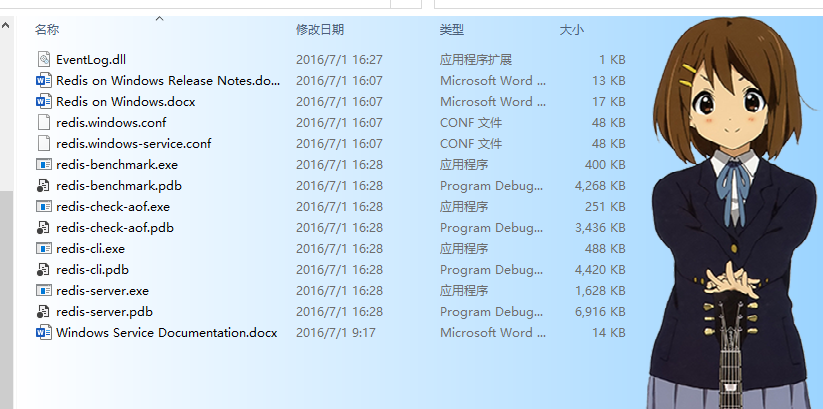 名称 修改日期 类型 大小
EventLog.dll 2016/7/1 16:27 应用程序扩展 1 KB
Redis on Windows Release Notes.do... 2016/7/1 16:07 Microsoft Word ... 13 KB
Redis on Windows.docx 2016/7/1 16:07 Microsoft Word ... 17 KB
redis.windows.conf 2016/7/1 16:07 CONF 文件 48 KB
redis.windows-service.conf 2016/7/1 16:07 CONF 文件 48 KB
redis-benchmark.exe 2016/7/1 16:28 应用程序 400 KB
redis-benchmark.pdb 2016/7/1 16:28 Program Debug... 4,268 KB
redis-check-aof.exe 2016/7/1 16:28 应用程序 251 KB
redis-check-aof.pdb 2016/7/1 16:28 Program Debug... 3,436 KB
redis-cli.exe 2016/7/1 16:28 应用程序 488 KB
redis-cli.pdb 2016/7/1 16:28 Program Debug... 4,420 KB
redis-server.exe 2016/7/1 16:28 应用程序 1,628 KB
redis-server.pdb 2016/7/1 16:28 Program Debug... 6,916 KB
Windows Service Documentation.docx 2016/7/1 9:17 Microsoft Word ... 14 KB